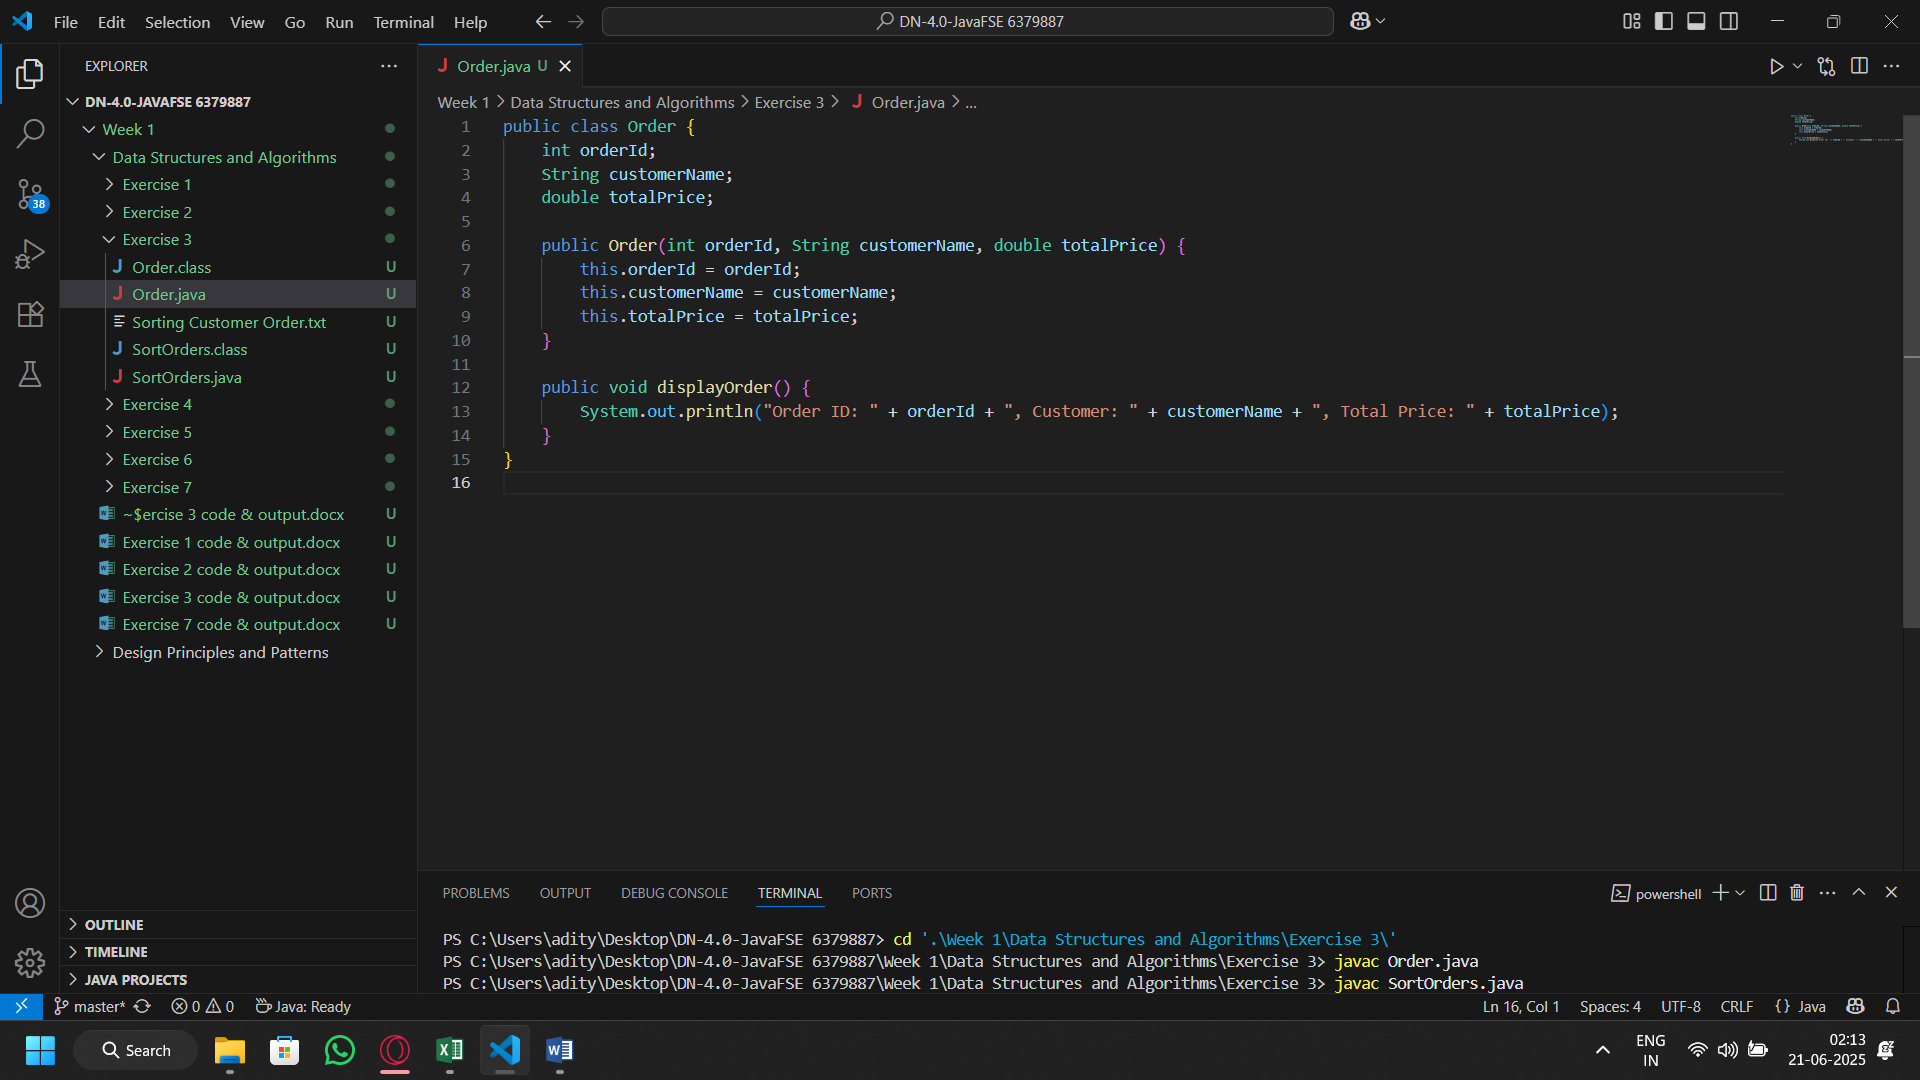 File Edit Selection View Go Run Terminal Help
DN-4.0-JavaFSE 6379887
EXPLORER
DN-4.0-JAVAFSE 6379887
Week 1
Data Structures and Algorithms
Exercise 1
Exercise 2
Exercise 3
Order.class U
Order.java U
Sorting Customer Order.txt U
SortOrders.class U
SortOrders.java U
Exercise 4
Exercise 5
Exercise 6
Exercise 7
~$ercise 3 code & output.docx U
Exercise 1 code & output.docx U
Exercise 2 code & output.docx U
Exercise 3 code & output.docx U
Exercise 7 code & output.docx U
Design Principles and Patterns
OUTLINE
TIMELINE
JAVA PROJECTS
38
Order.java U
Week 1 > Data Structures and Algorithms > Exercise 3 > Order.java > ...
1 public class Order {
2 int orderId;
3 String customerName;
4 double totalPrice;
5
6 public Order(int orderId, String customerName, double totalPrice) {
7 this.orderId = orderId;
8 this.customerName = customerName;
9 this.totalPrice = totalPrice;
10 }
11
12 public void displayOrder() {
13 System.out.println("Order ID: " + orderId + ", Customer: " + customerName + ", Total Price: " + totalPrice);
14 }
15 }
16
PROBLEMS OUTPUT DEBUG CONSOLE TERMINAL PORTS
powershell
PS C:\Users\adity\Desktop\DN-4.0-JavaFSE 6379887> cd '.\Week 1\Data Structures and Algorithms\Exercise 3\'
PS C:\Users\adity\Desktop\DN-4.0-JavaFSE 6379887\Week 1\Data Structures and Algorithms\Exercise 3> javac Order.java
PS C:\Users\adity\Desktop\DN-4.0-JavaFSE 6379887\Week 1\Data Structures and Algorithms\Exercise 3> javac SortOrders.java
master* 0 0 Java: Ready
Ln 16, Col 1 Spaces: 4 UTF-8 CRLF {} Java
Search
ENG
IN
02:13
21-06-2025